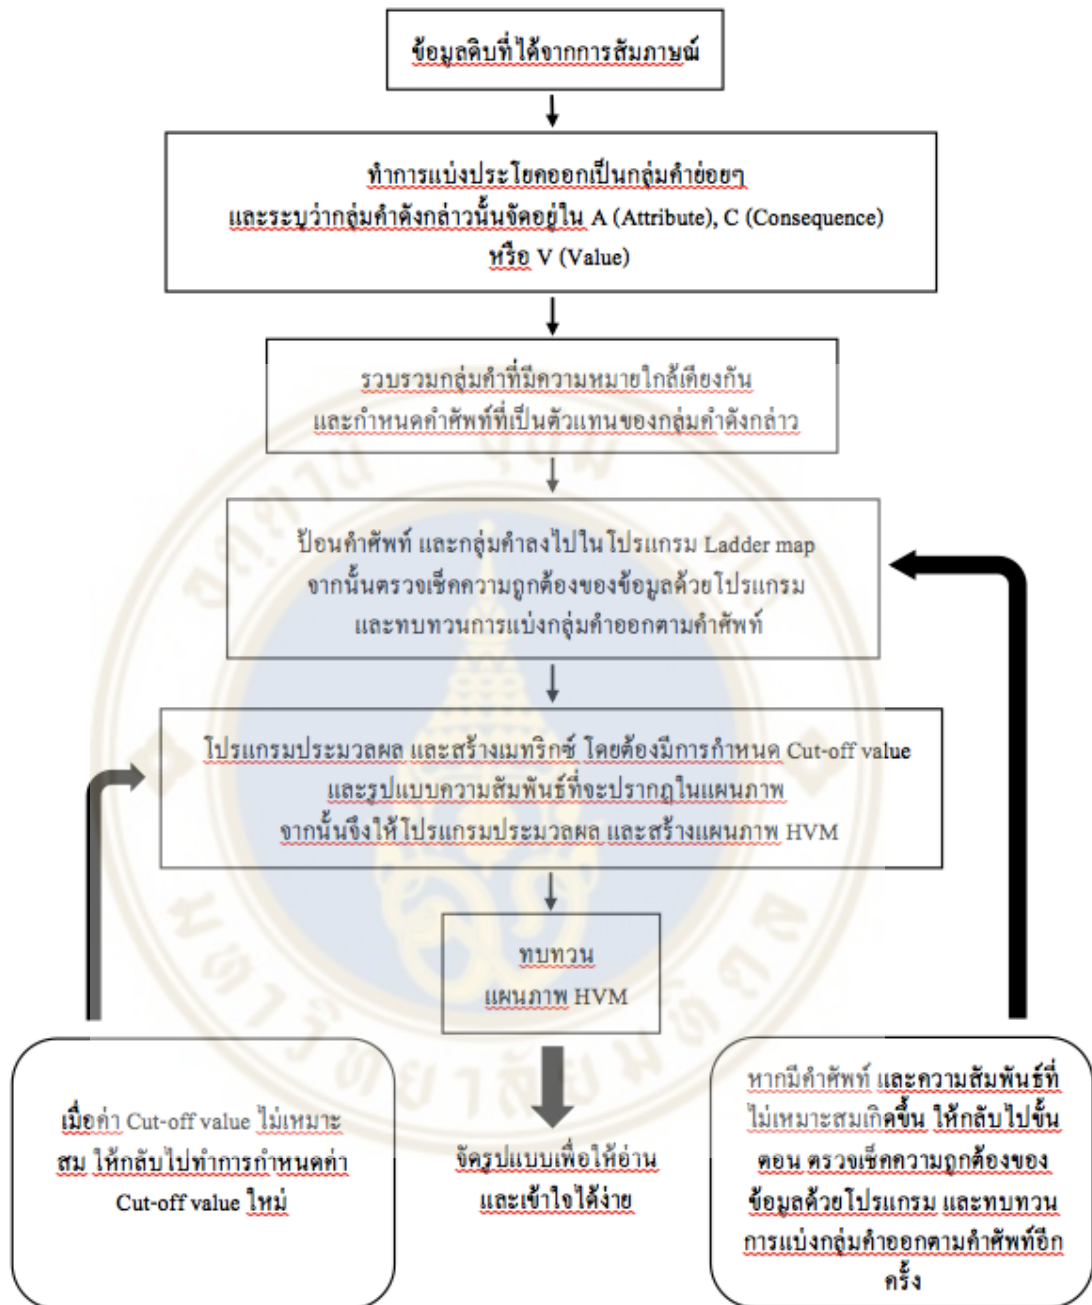 ข้อมูลดิบที่ได้จากการสัมภาษณ์
ทำการแบ่งประโยคออกเป็นกลุ่มคำย่อยๆ
และระบุว่ากลุ่มคำดังกล่าวนั้นจัดอยู่ใน A (Attribute), C (Consequence)
หรือ V (Value)
รวบรวมกลุ่มคำที่มีความหมายใกล้เคียงกัน
และกำหนดคำศัพท์ที่เป็นตัวแทนของกลุ่มคำดังกล่าว
ป้อนคำศัพท์ และกลุ่มคำลงไปในโปรแกรม Ladder map
จากนั้นตรวจเช็คความถูกต้องของข้อมูลด้วยโปรแกรม
และทบทวนการแบ่งกลุ่มคำออกตามคำศัพท์
โปรแกรมประมวลผล และสร้างเมทริกซ์ โดยต้องมีการกำหนด Cut-off value
และรูปแบบความสัมพันธ์ที่จะปรากฏในแผนภาพ
จากนั้นจึงให้โปรแกรมประมวลผล และสร้างแผนภาพ HVM
ทบทวน
แผนภาพ HVM
เมื่อค่า Cut-off value ไม่เหมาะ
สม ให้กลับไปทำการกำหนดค่า
Cut-off value ใหม่
จัดรูปแบบเพื่อให้อ่าน
และเข้าใจได้ง่าย
หากมีคำศัพท์ และความสัมพันธ์ที่
ไม่เหมาะสมเกิดขึ้น ให้กลับไปขั้น
ตอน ตรวจเช็คความถูกต้องของ
ข้อมูลด้วยโปรแกรม และทบทวน
การแบ่งกลุ่มคำออกตามคำศัพท์อีก
ครั้ง
มหาวิทยาลัยมหิดล